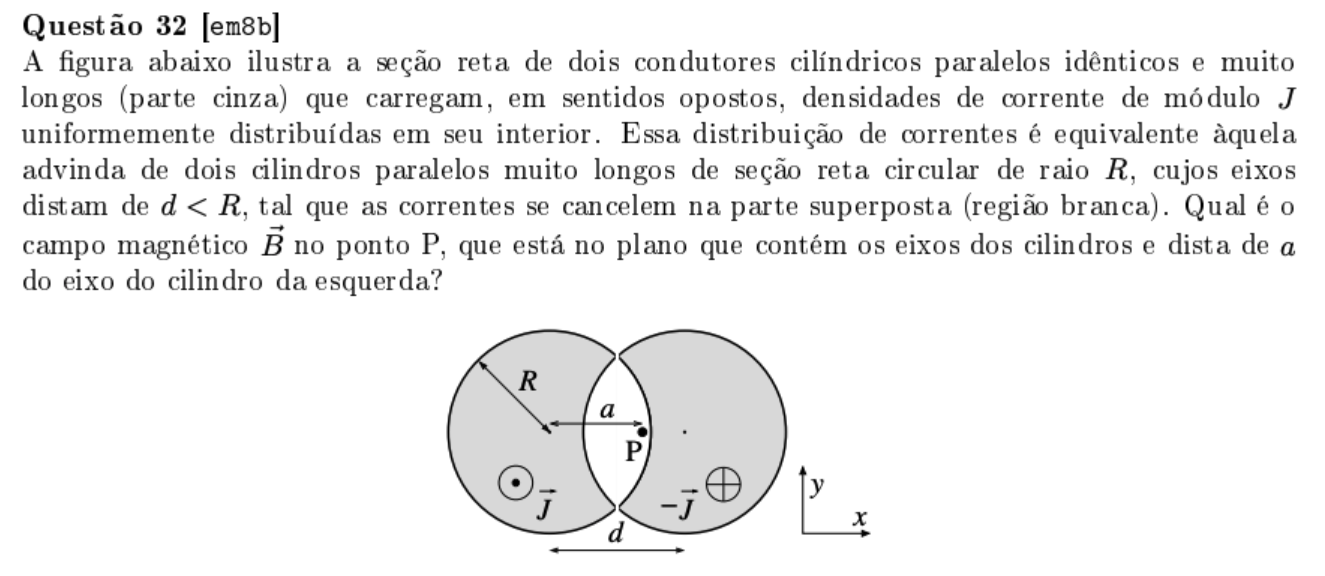 Questão 32 [em8b]
A figura abaixo ilustra a seção reta de dois condutores cilíndricos paralelos idênticos e muito
longos (parte cinza) que carregam, em sentidos opostos, densidades de corrente de módulo J
uniformemente distribuídas em seu interior. Essa distribuição de correntes é equivalente àquela
advinda de dois cilindros paralelos muito longos de seção reta circular de raio R, cujos eixos
distam de d < R, tal que as correntes se cancelem na parte superposta (região branca). Qual é o
campo magnético B⃗ no ponto P, que está no plano que contém os eixos dos cilindros e dista de a
do eixo do cilindro da esquerda?
R
a
P
J⃗
−J⃗
y
x
d